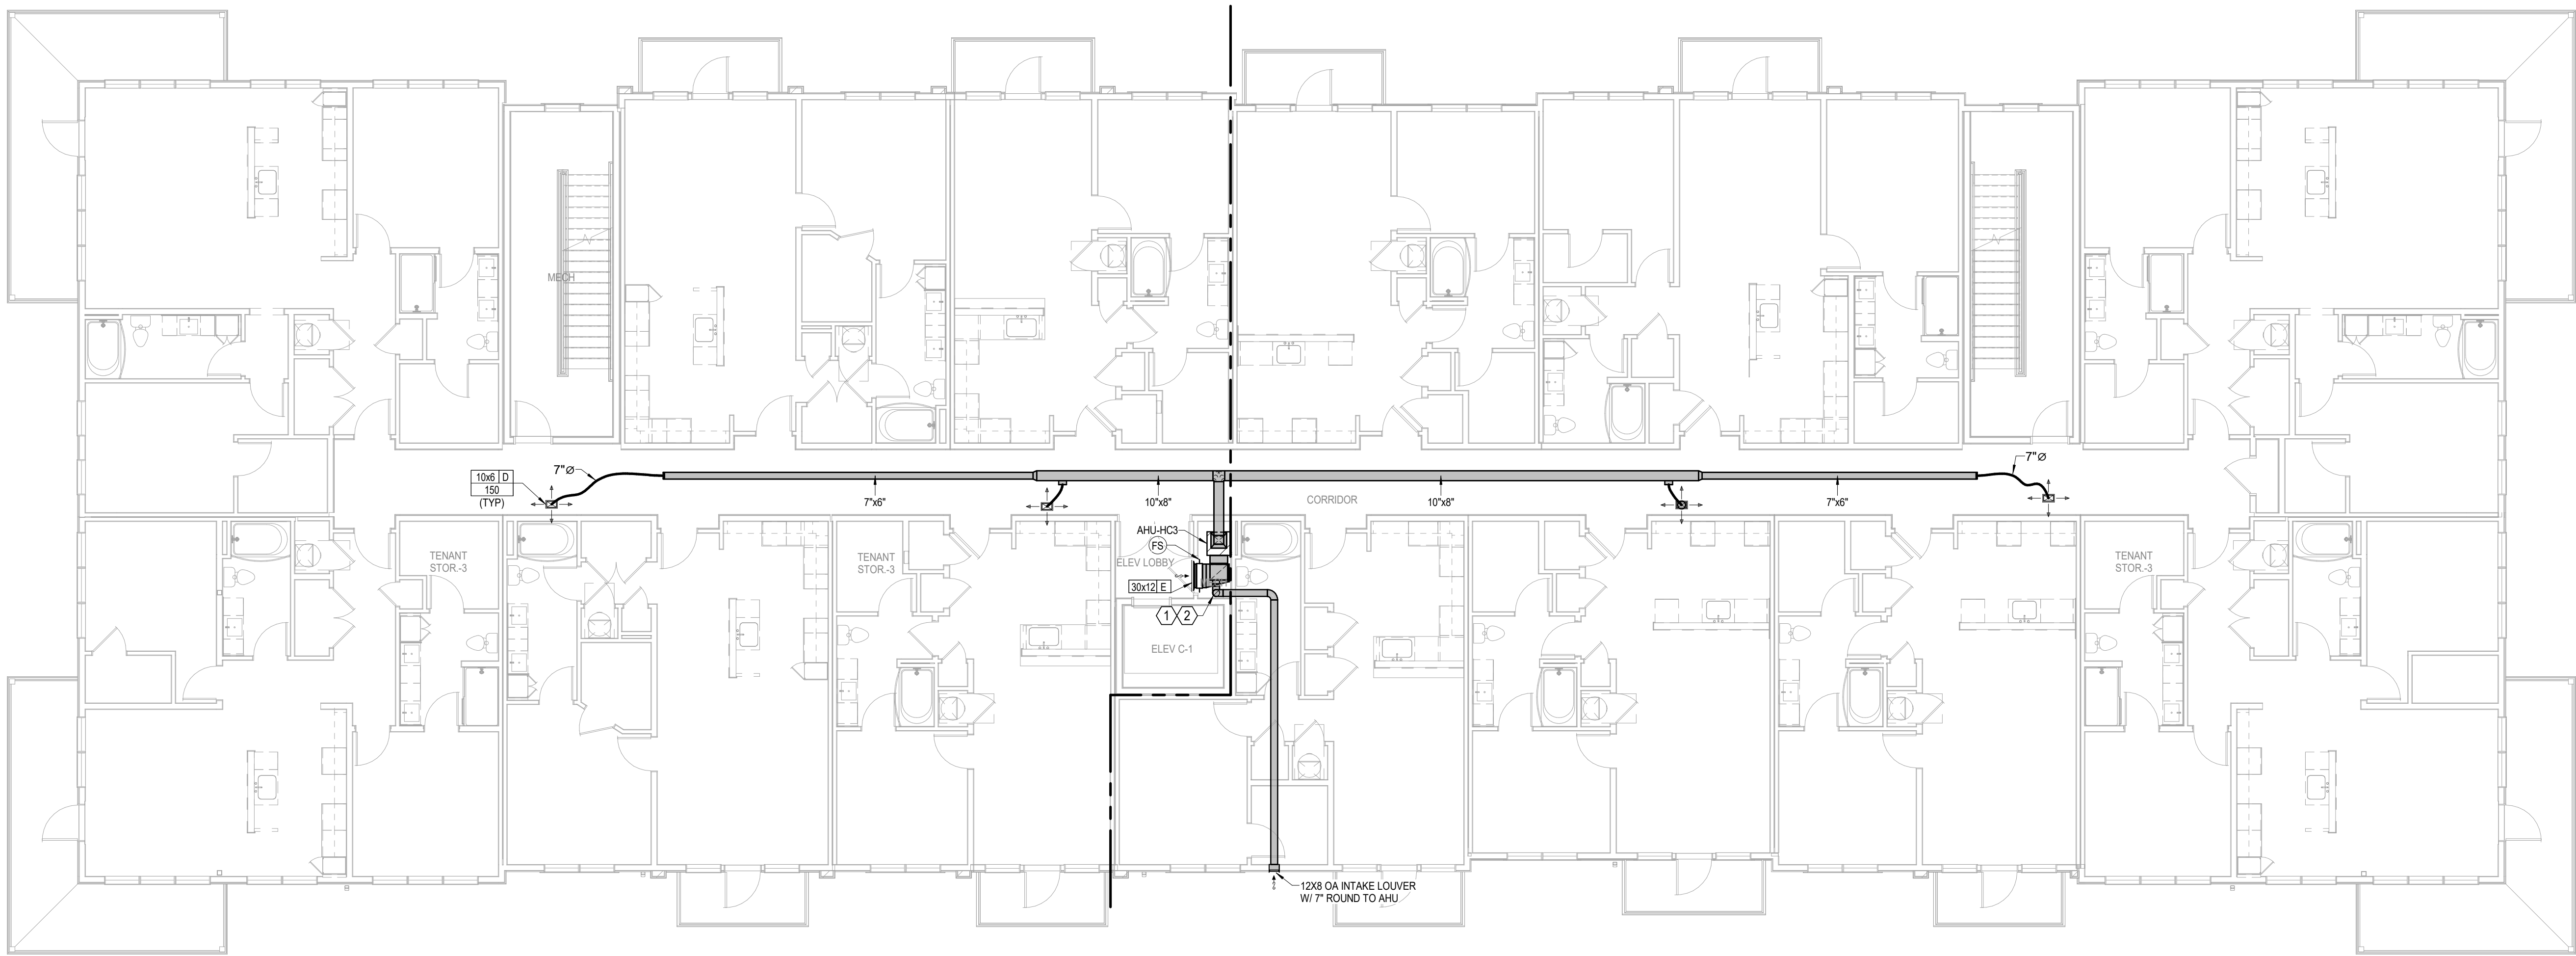 MECH
10x6 D
150
(TYP)
7"Ø
7"x6"
10"x8"
CORRIDOR
10"x8"
7"x6"
7"Ø
AHU-HC3
FS
ELEV LOBBY
30x12 E
1 2
ELEV C-1
TENANT
STOR.-3
TENANT
STOR.-3
TENANT
STOR.-3
12X8 OA INTAKE LOUVER
W/ 7" ROUND TO AHU